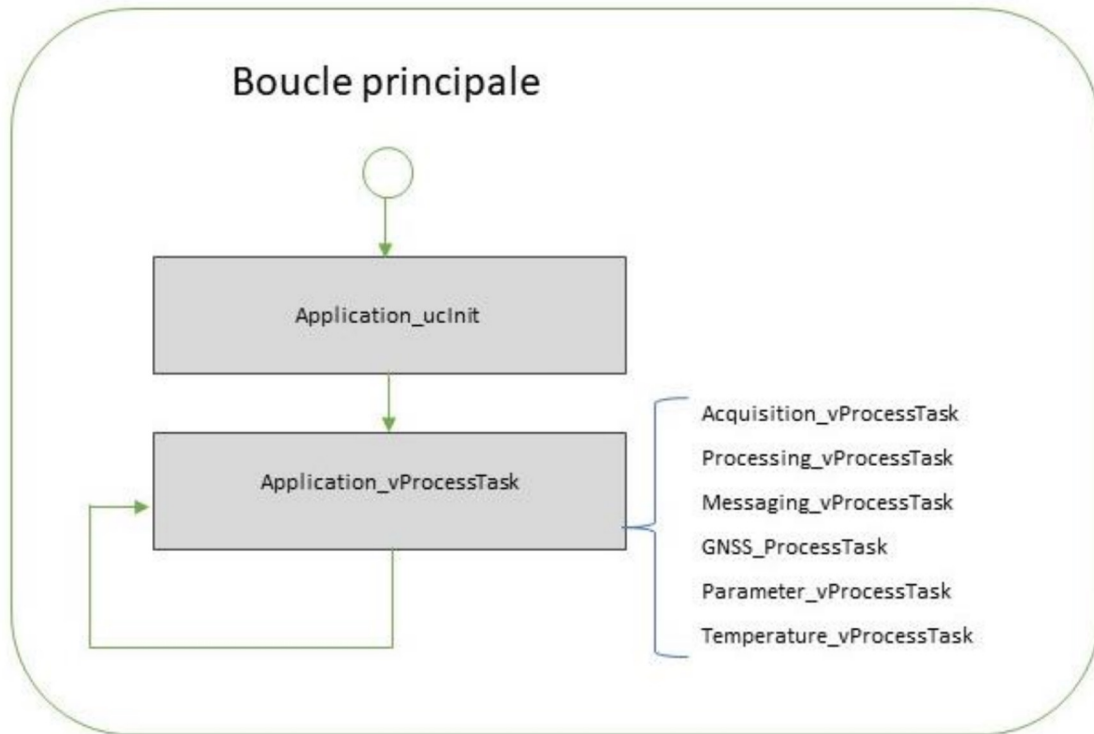 Boucle principale
Application_ucInit
Application_vProcessTask
Acquisition_vProcessTask
Processing_vProcessTask
Messaging_vProcessTask
GNSS_ProcessTask
Parameter_vProcessTask
Temperature_vProcessTask